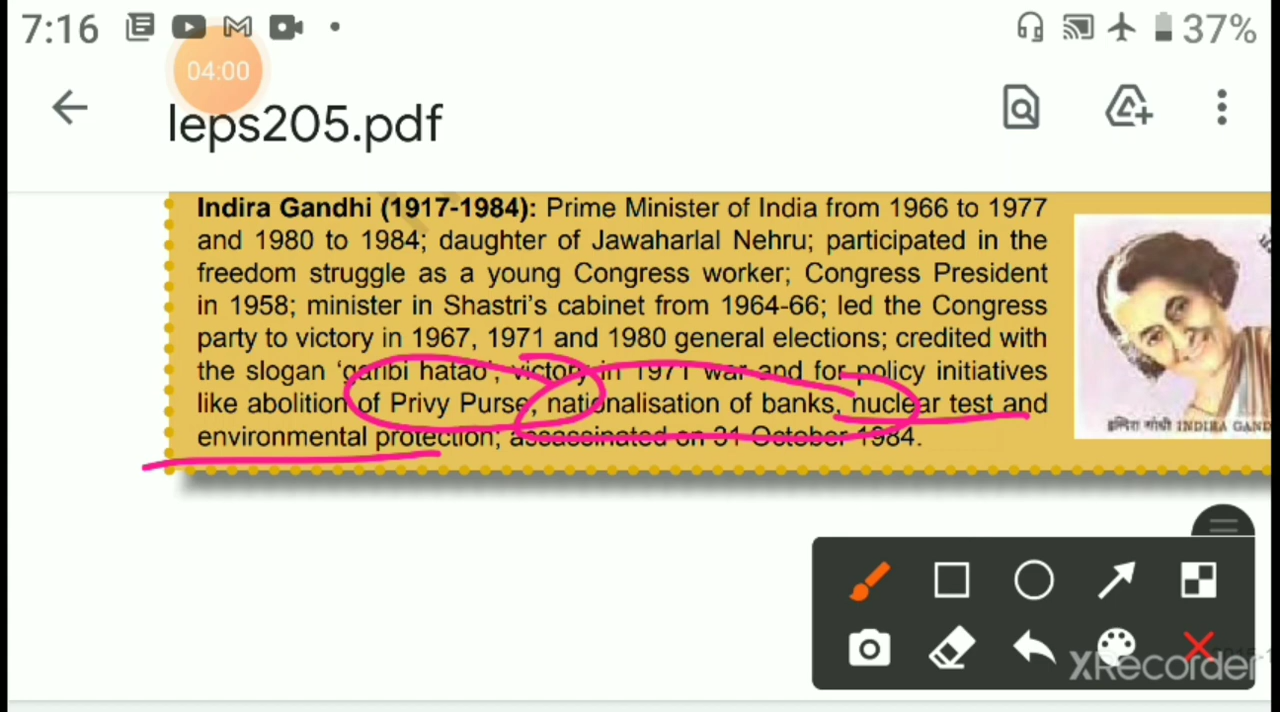 7:16
37%
04:00
leps205.pdf
Indira Gandhi (1917-1984): Prime Minister of India from 1966 to 1977
and 1980 to 1984; daughter of Jawaharlal Nehru; participated in the
freedom struggle as a young Congress worker; Congress President
in 1958; minister in Shastri's cabinet from 1964-66; led the Congress
party to victory in 1967, 1971 and 1980 general elections; credited with
the slogan ‘garibi hatao’, victory in 1971 war and for policy initiatives
like abolition of Privy Purse, nationalisation of banks, nuclear test and
environmental protection; assassinated on 31 October 1984.
इन्दिरा गांधी INDIRA GAND
XRecorder